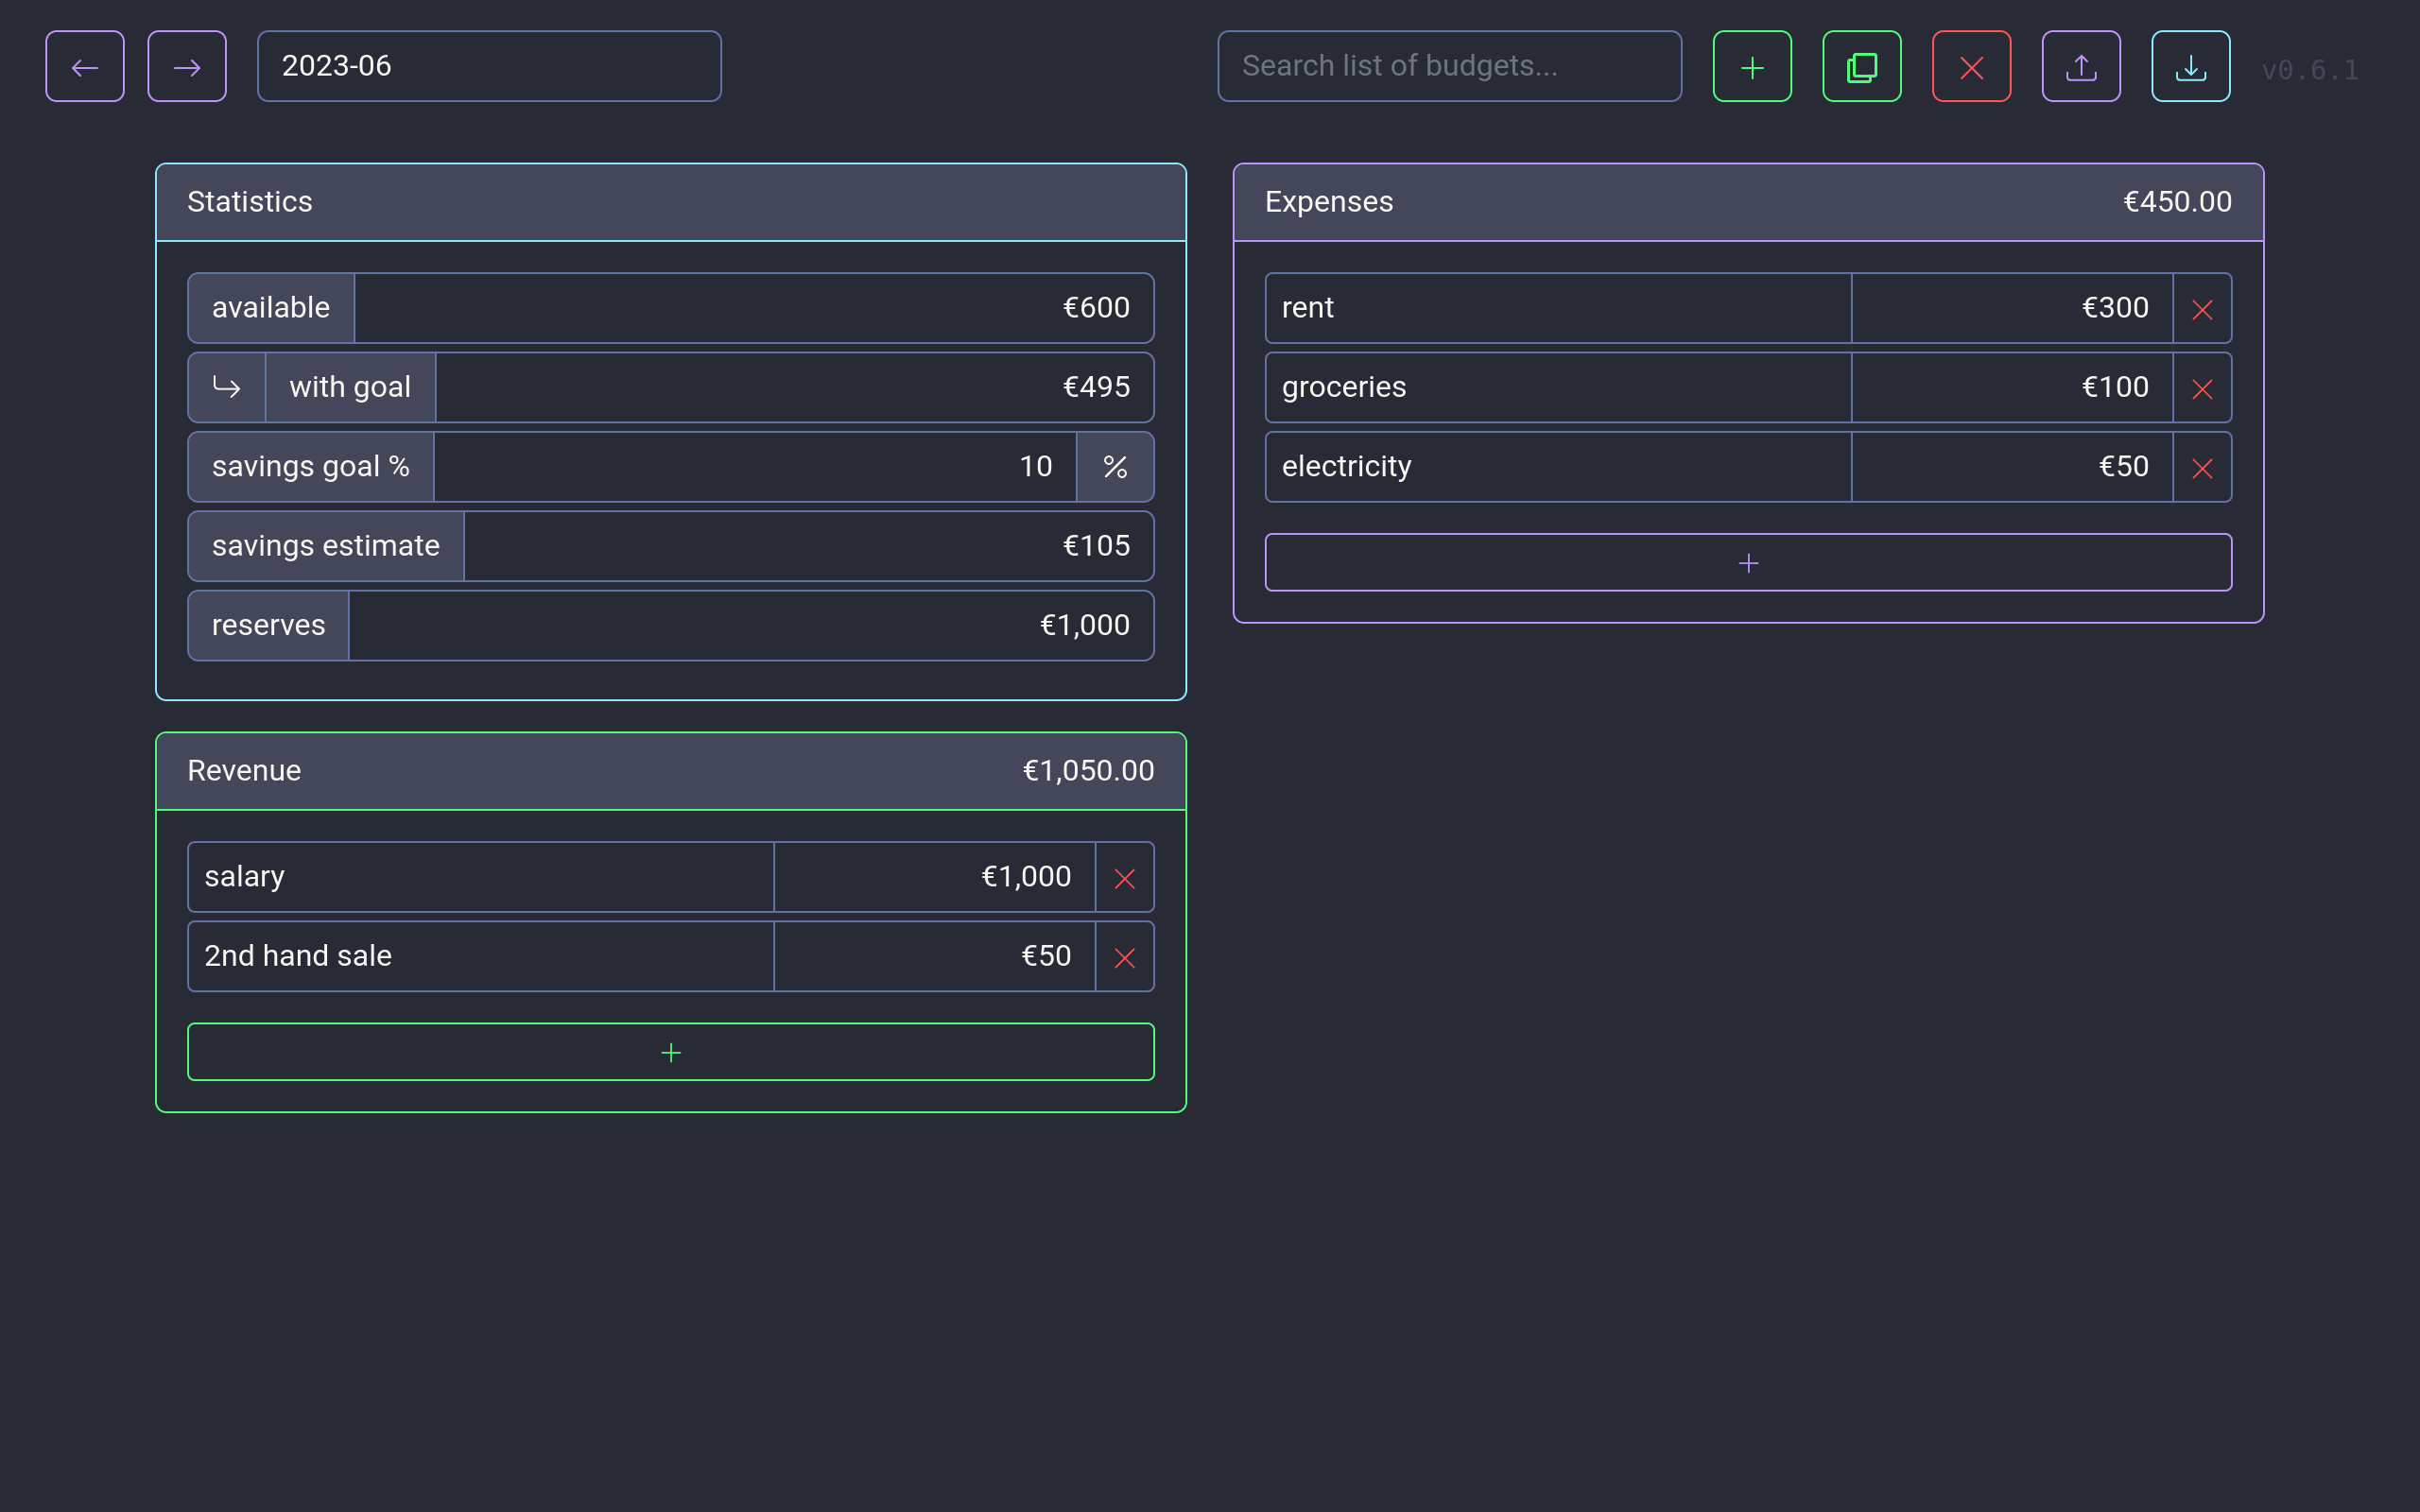 2023-06
Search list of budgets...
v0.6.1
Statistics
available €600
with goal €495
savings goal % 10 %
savings estimate €105
reserves €1,000
Revenue €1,050.00
salary €1,000
2nd hand sale €50
Expenses €450.00
rent €300
groceries €100
electricity €50